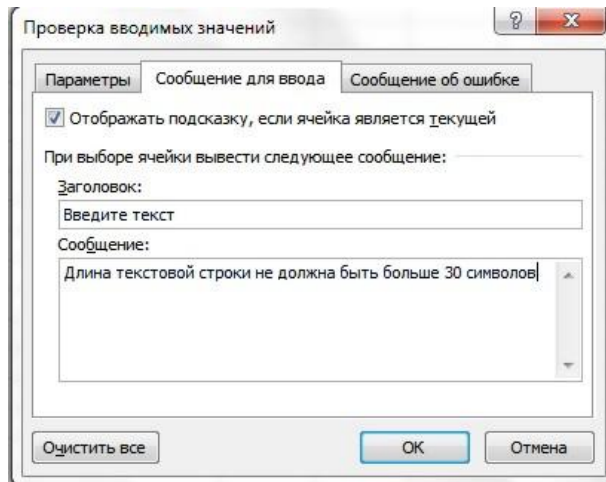 Проверка вводимых значений
Параметры
Сообщение для ввода
Сообщение об ошибке
Отображать подсказку, если ячейка является текущей
При выборе ячейки вывести следующее сообщение:
Заголовок:
Введите текст
Сообщение:
Длина текстовой строки не должна быть больше 30 символов
Очистить все
ОК
Отмена